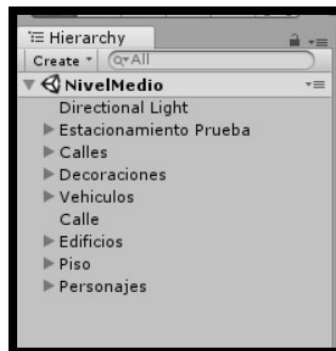 Hierarchy
Create All
NivelMedio
Directional Light
Estacionamiento Prueba
Calles
Decoraciones
Vehiculos
Calle
Edificios
Piso
Personajes